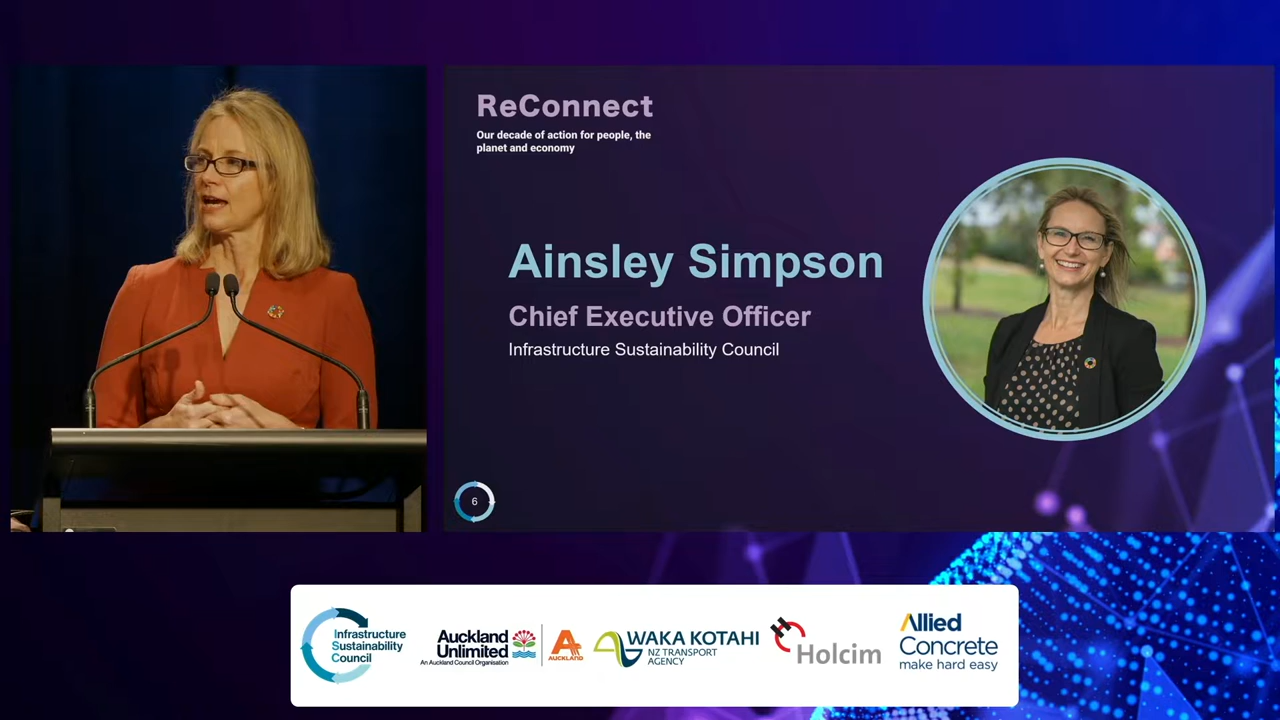 ReConnect
Our decade of action for people, the
planet and economy
Ainsley Simpson
Chief Executive Officer
Infrastructure Sustainability Council
6
Infrastructure
Sustainability
Council
Auckland
Unlimited
An Auckland Council Organisation
AUCKLAND
WAKA KOTAHI
NZ TRANSPORT
AGENCY
Holcim
Allied
Concrete
make hard easy